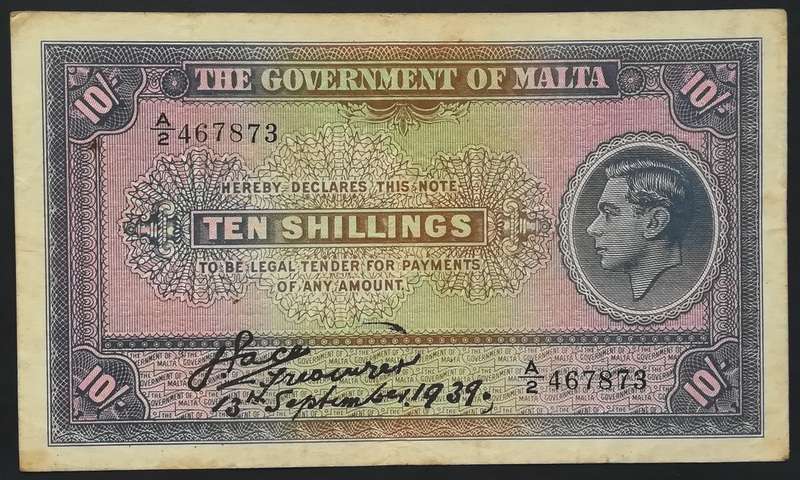 10/- THE GOVERNMENT OF MALTA 10/-
A/2 467873
HEREBY DECLARES THIS NOTE
TEN SHILLINGS
TO BE LEGAL TENDER FOR PAYMENTS
OF ANY AMOUNT.
J Pace
Treasurer
13th September, 1939.
A/2 467873
10/- 10/-